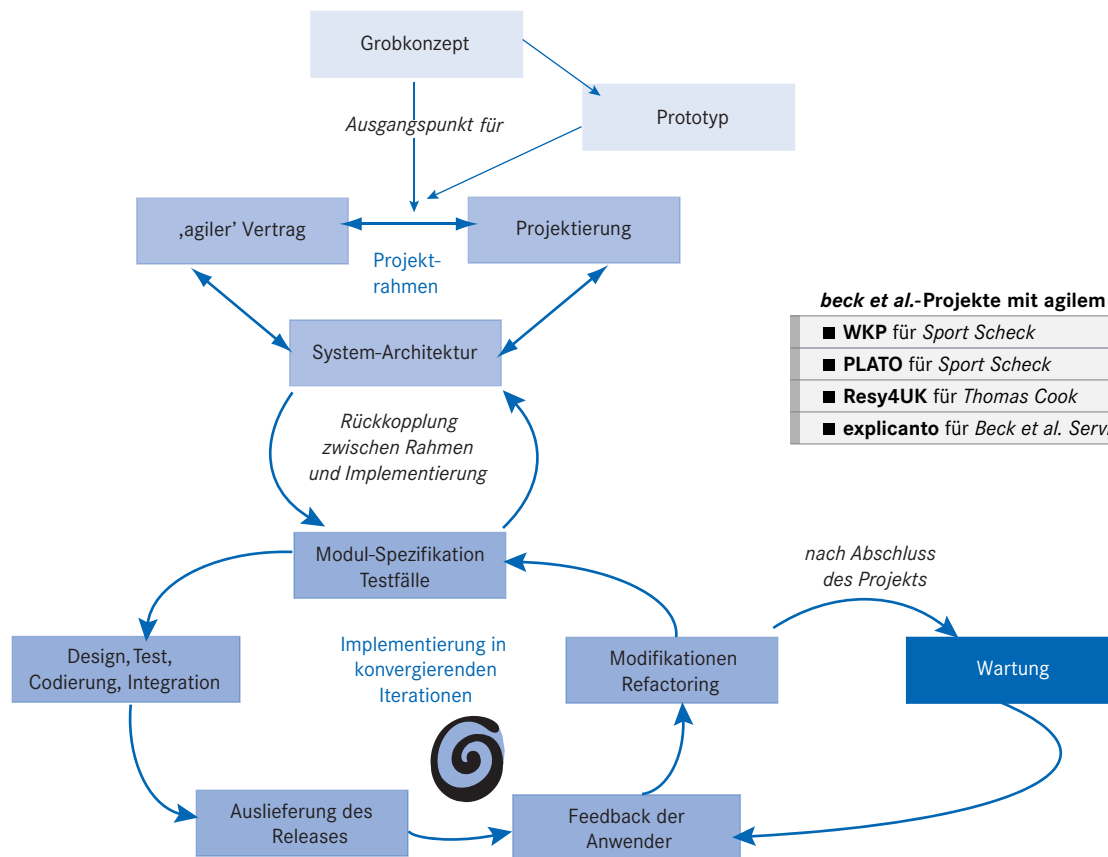 Grobkonzept
Prototyp
Ausgangspunkt für
‚agiler’ Vertrag
Projektierung
Projekt-
rahmen
System-Architektur
beck et al.-Projekte mit agilem
■ WKP für Sport Scheck
■ PLATO für Sport Scheck
■ Resy4UK für Thomas Cook
■ explicanto für Beck et al.
Rückkopplung
zwischen Rahmen
und Implementierung
Modul-Spezifikation
Testfälle
nach Abschluss
des Projekts
Design, Test,
Codierung, Integration
Implementierung in
konvergierenden
Iterationen
Modifikationen
Refactoring
Wartung
Auslieferung des
Releases
Feedback der
Anwender